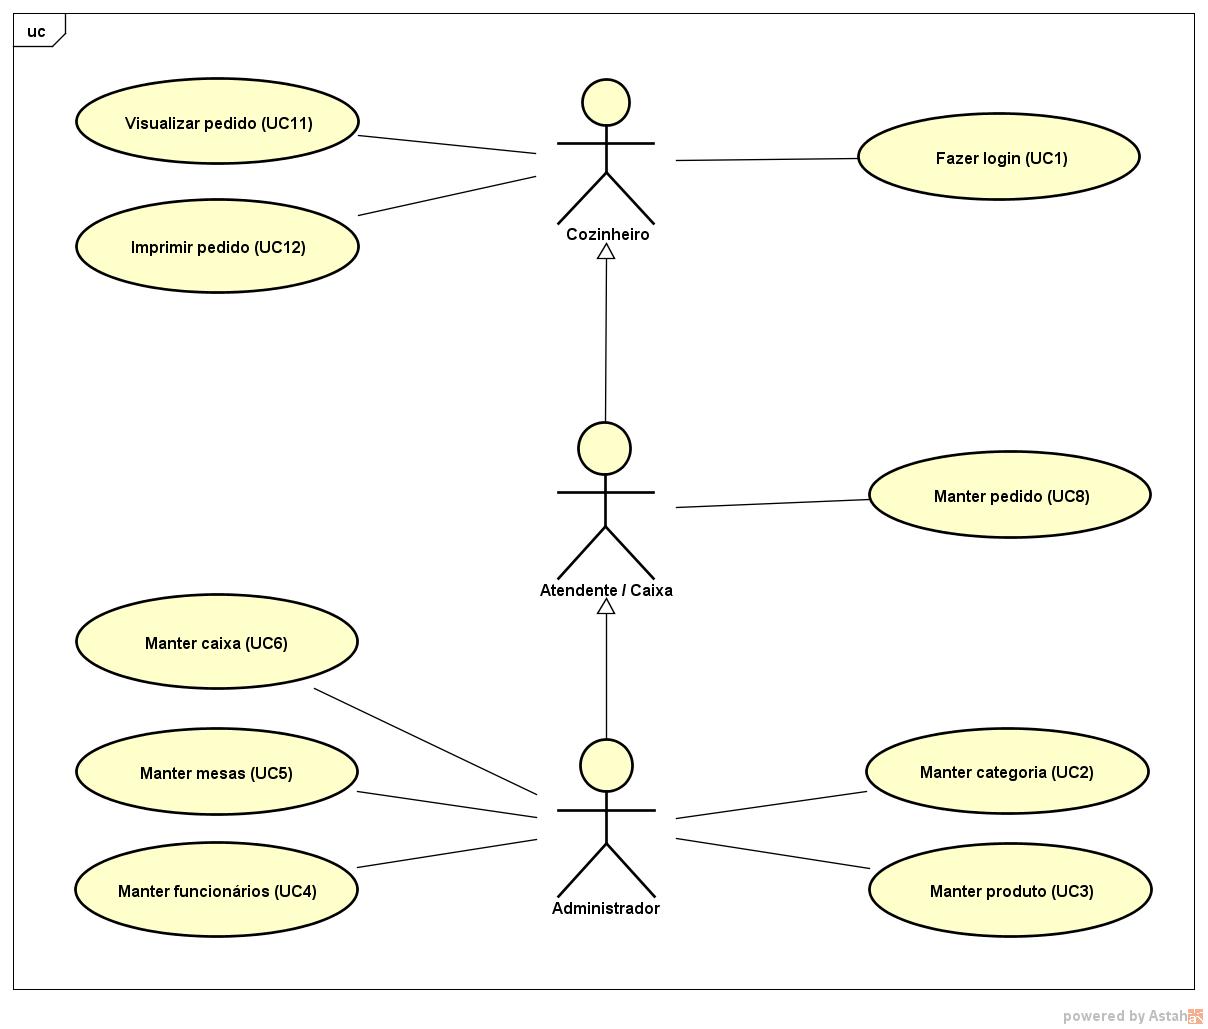 uc
Visualizar pedido (UC11)
Fazer login (UC1)
Imprimir pedido (UC12)
Cozinheiro
Manter pedido (UC8)
Atendente / Caixa
Manter caixa (UC6)
Manter mesas (UC5)
Manter categoria (UC2)
Manter funcionários (UC4)
Manter produto (UC3)
Administrador
powered by Astah